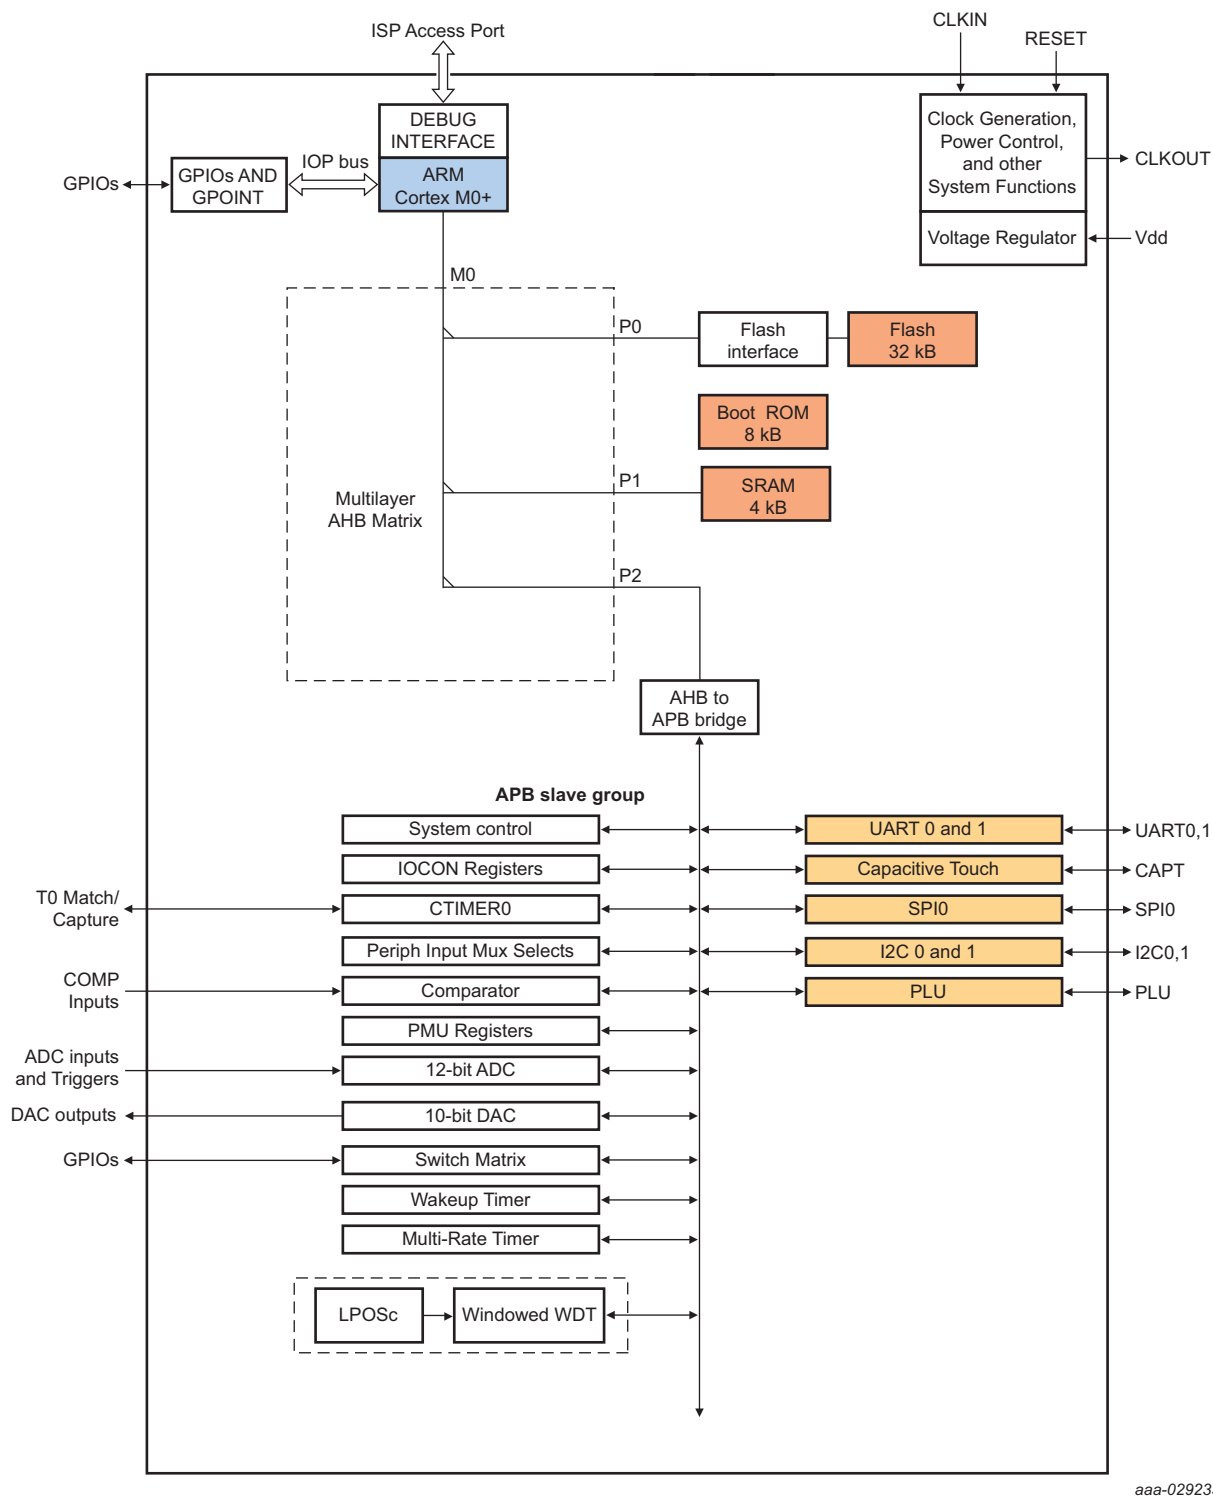 ISP Access Port
CLKIN
RESET
DEBUG
INTERFACE
ARM
Cortex M0+
IOP bus
GPIOs
GPIOs AND
GPOINT
Clock Generation,
Power Control,
and other
System Functions
CLKOUT
Voltage Regulator
Vdd
M0
P0
Flash
interface
Flash
32 kB
Boot ROM
8 kB
P1
SRAM
4 kB
Multilayer
AHB Matrix
P2
AHB to
APB bridge
APB slave group
System control
UART 0 and 1
UART0,1
IOCON Registers
Capacitive Touch
CAPT
T0 Match/
Capture
CTIMER0
SPI0
SPI0
Periph Input Mux Selects
I2C 0 and 1
I2C0,1
COMP
Inputs
Comparator
PLU
PLU
PMU Registers
ADC inputs
and Triggers
12-bit ADC
DAC outputs
10-bit DAC
GPIOs
Switch Matrix
Wakeup Timer
Multi-Rate Timer
LPOSc
Windowed WDT